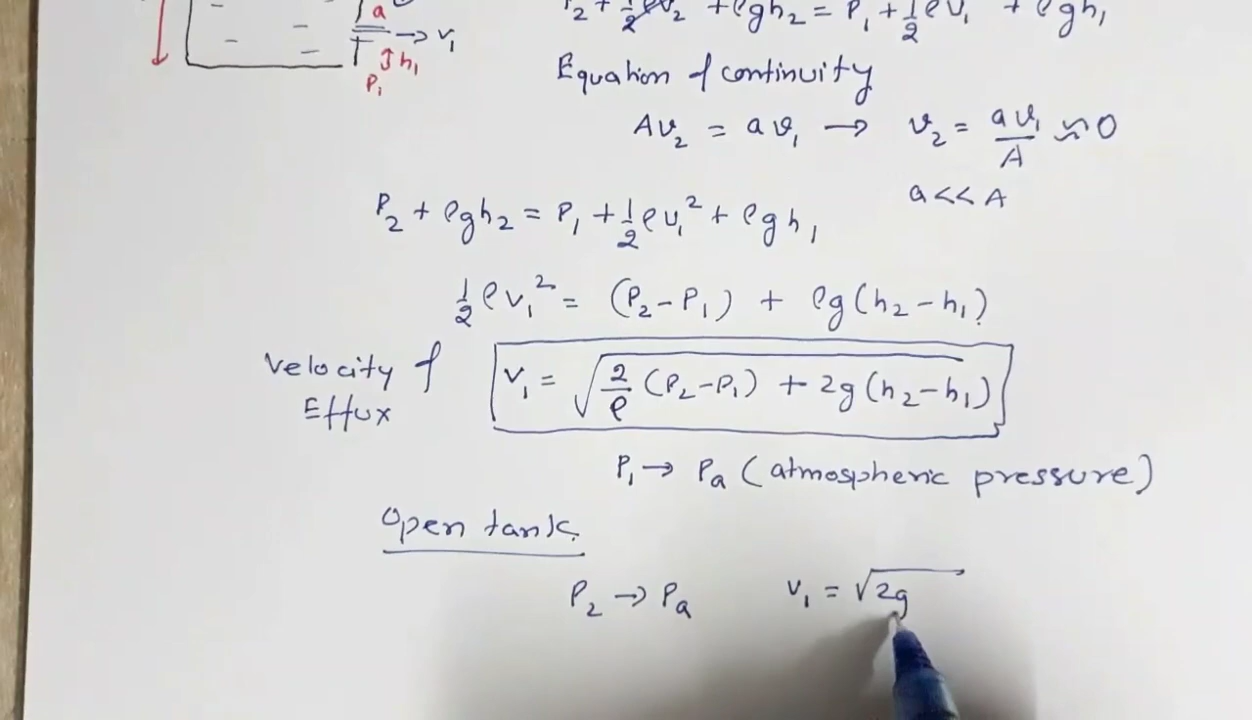 a
→ v₁
h₁
P₁
P₂ + ½ρv₂ + ρgh₂ = P₁ + ½ρv₁ + ρgh₁
Equation of continuity
Av₂ = av₁ → v₂ = av₁/A ≈ 0
a << A
P₂ + ρgh₂ = P₁ + ½ρv₁² + ρgh₁
½ρv₁² = (P₂-P₁) + ρg(h₂-h₁)
Velocity of Efflux
v₁ = √(2/ρ (P₂-P₁) + 2g(h₂-h₁))
P₁ → Pa (atmospheric pressure)
Open tank
P₂ → Pa v₁ = √2g